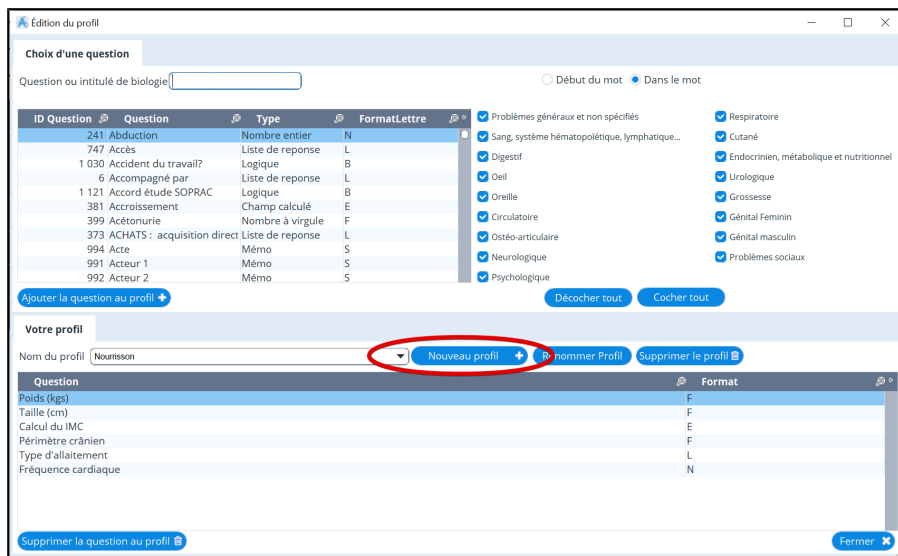 Édition du profil
Choix d'une question
Question ou intitulé de biologie
Début du mot Dans le mot
ID Question Question Type FormatLettre
241 Abduction Nombre entier N
747 Accès Liste de reponse L
1 030 Accident du travail? Logique B
6 Accompagné par Liste de reponse L
1 121 Accord étude SOPRAC Logique B
381 Accroissement Champ calculé E
399 Acétonurie Nombre à virgule F
373 ACHATS : acquisition direct Liste de reponse L
994 Acte Mémo S
991 Acteur 1 Mémo S
992 Acteur 2 Mémo S
Problèmes généraux et non spécifiés Respiratoire
Sang, système hématopoïétique, lymphatique... Cutané
Digestif Endocrinien, métabolique et nutritionnel
Oeil Urologique
Oreille Grossesse
Circulatoire Génital Feminin
Ostéo-articulaire Génital masculin
Neurologique Problèmes sociaux
Psychologique
Ajouter la question au profil Décocher tout Cocher tout
Votre profil
Nom du profil Nourrisson Nouveau profil Renommer Profil Supprimer le profil
Question Format
Poids (kgs) F
Taille (cm) F
Calcul du IMC E
Périmètre crânien F
Type d'allaitement L
Fréquence cardiaque N
Supprimer la question au profil Fermer